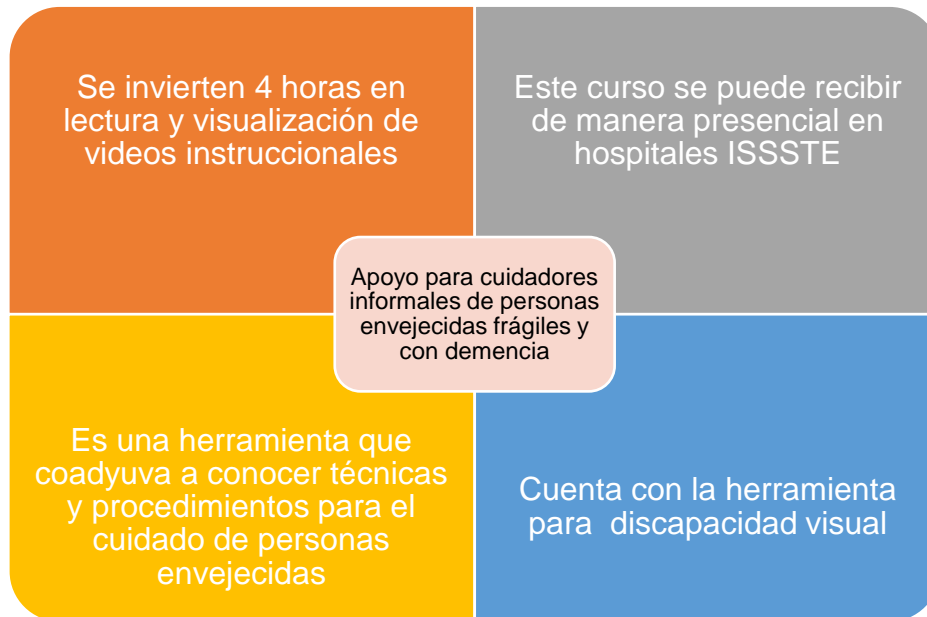 Se invierten 4 horas en
lectura y visualización de
videos instruccionales
Este curso se puede recibir
de manera presencial en
hospitales ISSSTE
Apoyo para cuidadores
informales de personas
envejecidas frágiles y
con demencia
Es una herramienta que
coadyuva a conocer técnicas
y procedimientos para el
cuidado de personas
envejecidas
Cuenta con la herramienta
para discapacidad visual